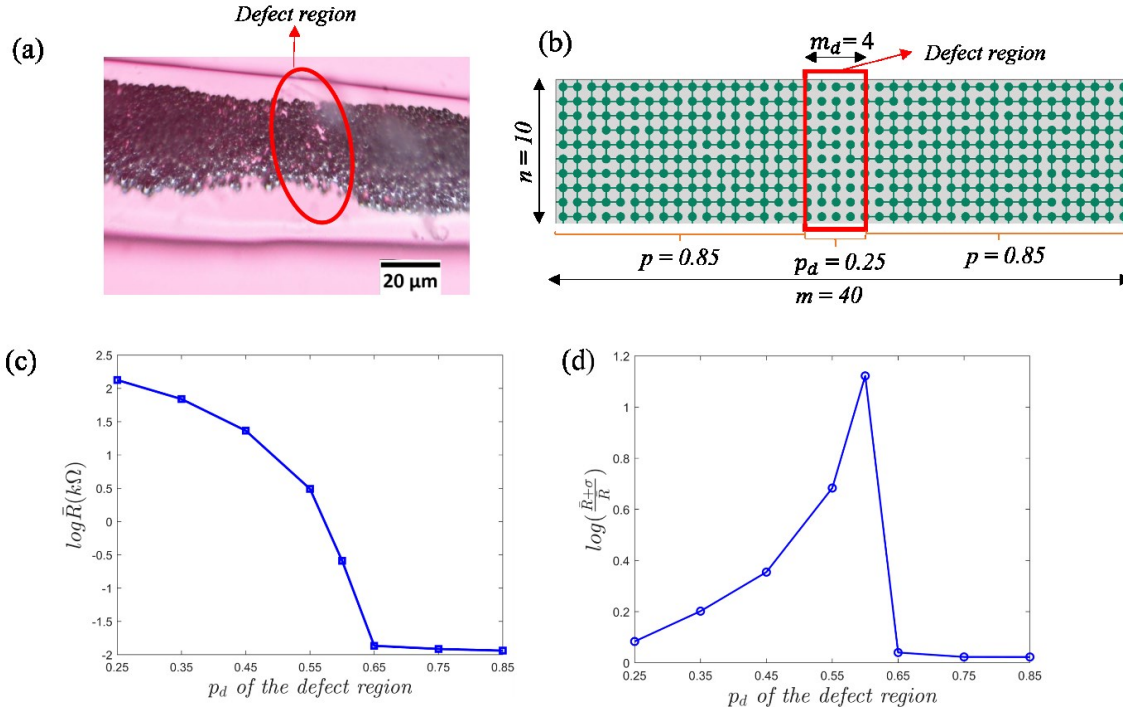 (a)
Defect region
20 μm
(b)
m_d = 4
Defect region
n = 10
p = 0.85
p_d = 0.25
p = 0.85
m = 40
(c)
2.5
2
1.5
1
0.5
0
-0.5
-1
-1.5
-2
0.25 0.35 0.45 0.55 0.65 0.75 0.85
logR̄(kΩ)
p_d of the defect region
(d)
1.2
1
0.8
0.6
0.4
0.2
0
0.25 0.35 0.45 0.55 0.65 0.75 0.85
log((R̄+σ)/R̄)
p_d of the defect region